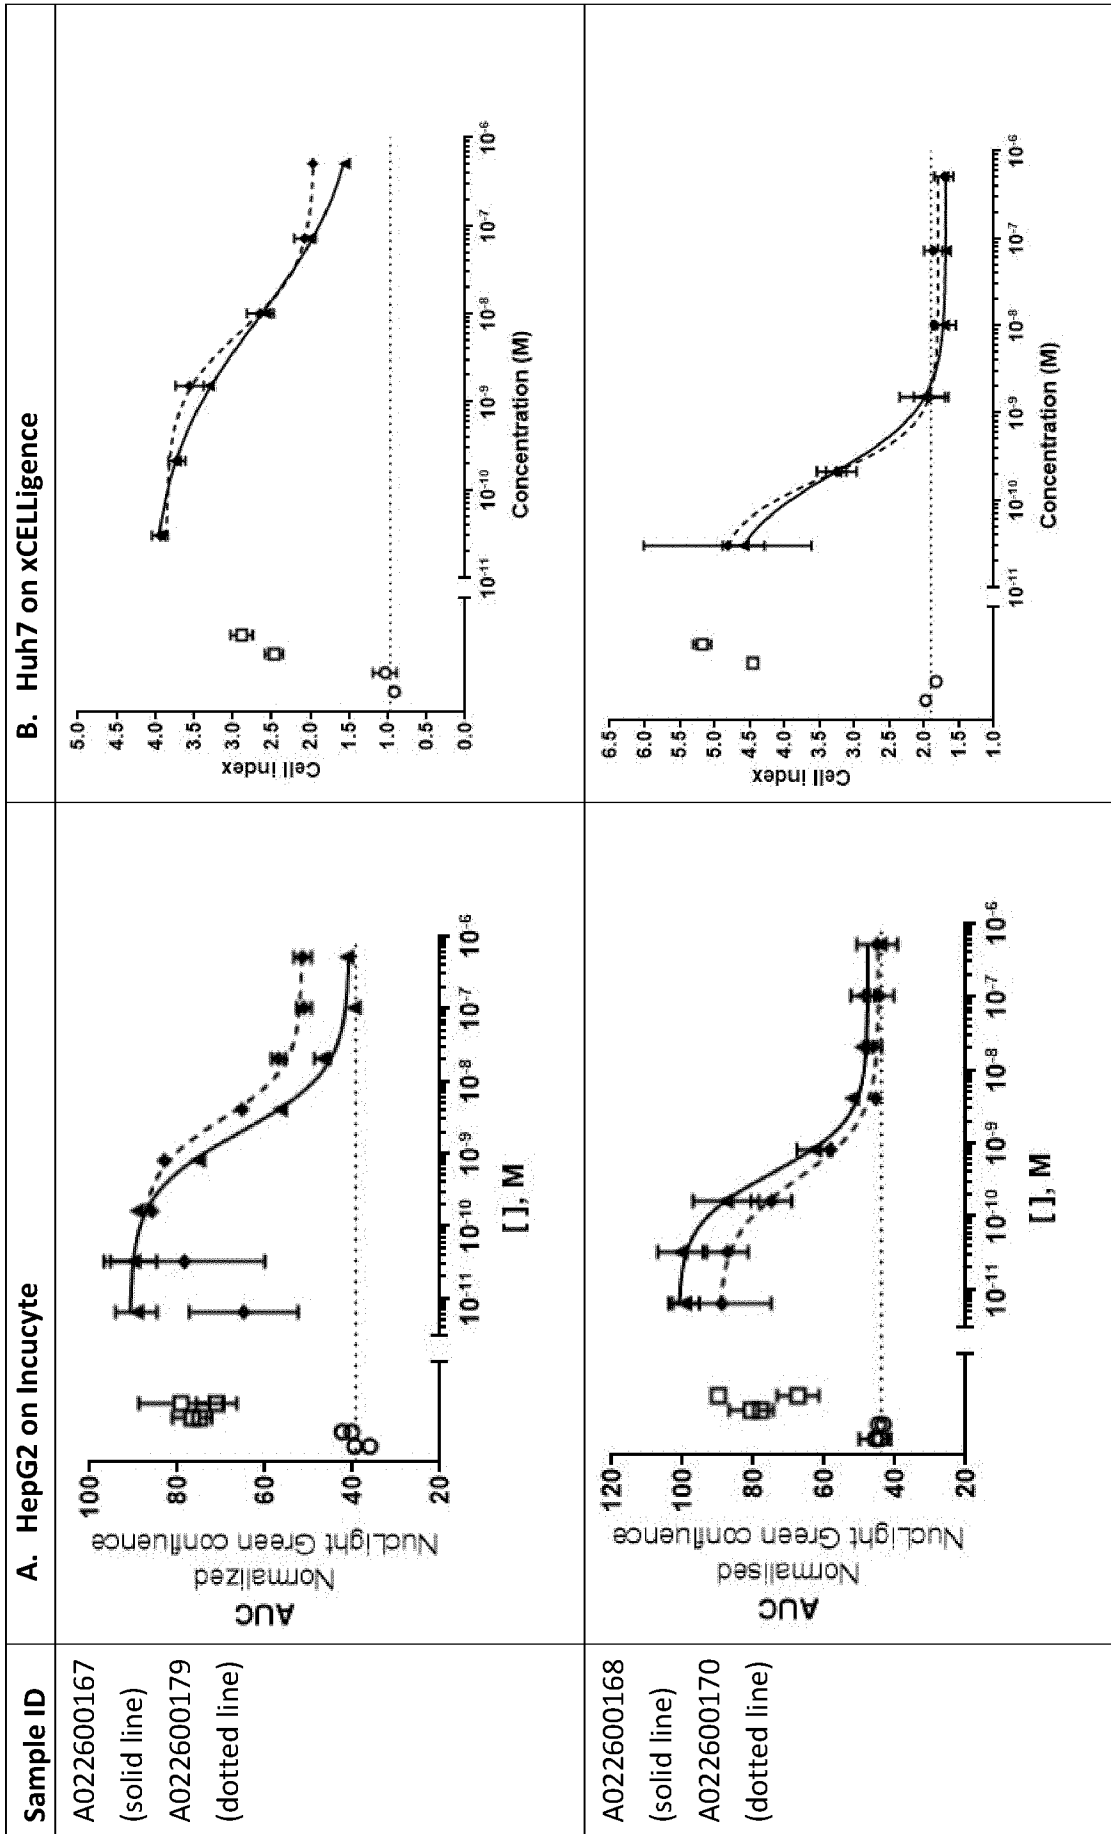 Sample ID
A. HepG2 on Incucyte
B. Huh7 on xCELLigence
A022600167
(solid line)
A022600179
(dotted line)
AUC
Normalized
NucLight Green confluence
100
80
60
40
20
10-11
10-10
10-9
10-8
10-7
10-6
[ ], M
Cell index
5.0
4.5
4.0
3.5
3.0
2.5
2.0
1.5
1.0
0.5
0.0
10-11
10-10
10-9
10-8
10-7
10-6
Concentration (M)
A022600168
(solid line)
A022600170
(dotted line)
AUC
Normalised
NucLight Green confluence
120
100
80
60
40
20
10-11
10-10
10-9
10-8
10-7
10-6
[ ], M
Cell index
6.5
6.0
5.5
5.0
4.5
4.0
3.5
3.0
2.5
2.0
1.5
1.0
10-11
10-10
10-9
10-8
10-7
10-6
Concentration (M)